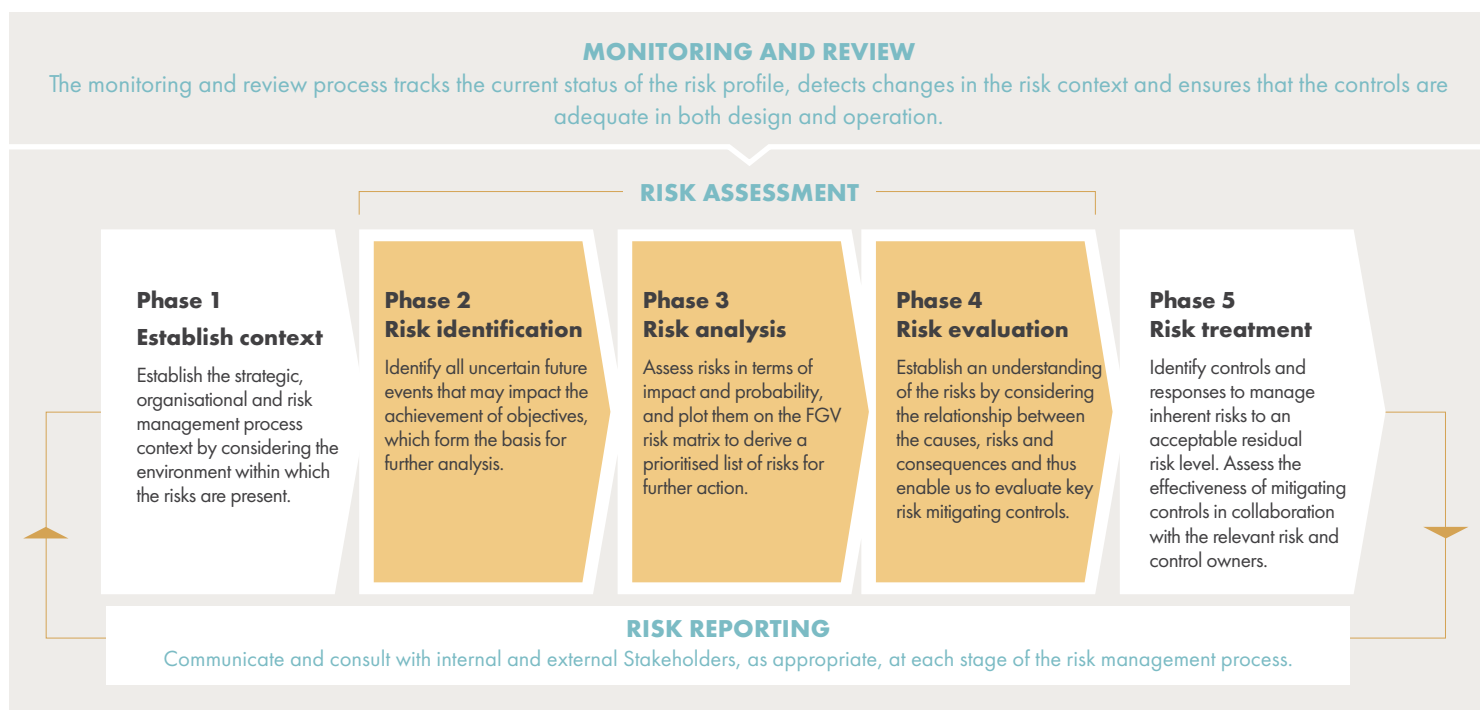 MONITORING AND REVIEW
The monitoring and review process tracks the current status of the risk profile, detects changes in the risk context and ensures that the controls are
adequate in both design and operation.
RISK ASSESSMENT
Phase 1
Establish context
Establish the strategic,
organisational and risk
management process
context by considering the
environment within which
the risks are present.
Phase 2
Risk identification
Identify all uncertain future
events that may impact the
achievement of objectives,
which form the basis for
further analysis.
Phase 3
Risk analysis
Assess risks in terms of
impact and probability,
and plot them on the FGV
risk matrix to derive a
prioritised list of risks for
further action.
Phase 4
Risk evaluation
Establish an understanding
of the risks by considering
the relationship between
the causes, risks and
consequences and thus
enable us to evaluate key
risk mitigating controls.
Phase 5
Risk treatment
Identify controls and
responses to manage
inherent risks to an
acceptable residual
risk level. Assess the
effectiveness of mitigating
controls in collaboration
with the relevant risk and
control owners.
RISK REPORTING
Communicate and consult with internal and external Stakeholders, as appropriate, at each stage of the risk management process.